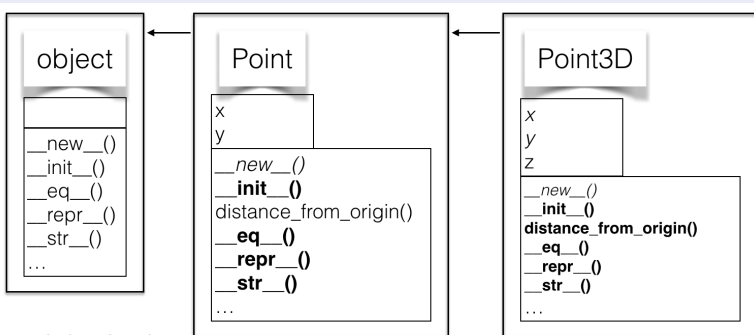 object
__new__()
__init__()
__eq__()
__repr__()
__str__()
...
Point
x
y
__new__()
__init__()
distance_from_origin()
__eq__()
__repr__()
__str__()
...
Point3D
x
y
z
__new__()
__init__()
distance_from_origin()
__eq__()
__repr__()
__str__()
...